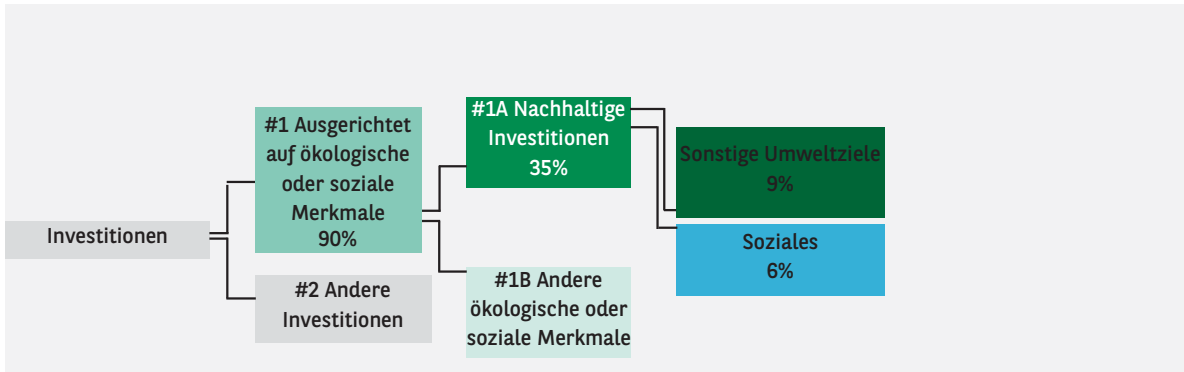 Investitionen
#1 Ausgerichtet
auf ökologische
oder soziale
Merkmale
90%
#2 Andere
Investitionen
#1A Nachhaltige
Investitionen
35%
#1B Andere
ökologische oder
soziale Merkmale
Sonstige Umweltziele
9%
Soziales
6%